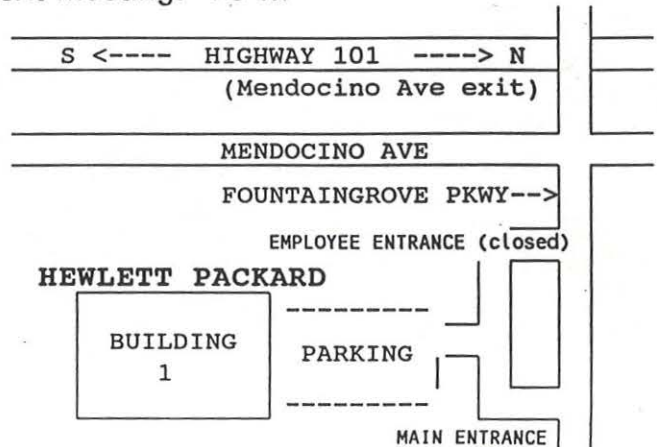 S <---- HIGHWAY 101 ----> N
(Mendocino Ave exit)
MENDOCINO AVE
FOUNTAINGROVE PKWY-->
EMPLOYEE ENTRANCE (closed)
HEWLETT PACKARD
BUILDING
1
PARKING
MAIN ENTRANCE